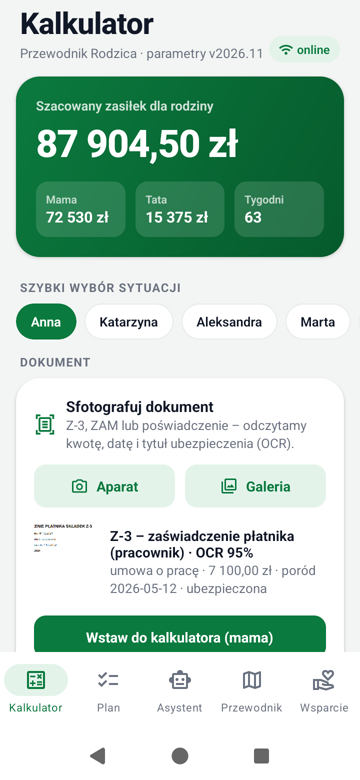 Kalkulator
Przewodnik Rodzica · parametry v2026.11
online
Szacowany zasiłek dla rodziny
87 904,50 zł
Mama
72 530 zł
Tata
15 375 zł
Tygodni
63
SZYBKI WYBÓR SYTUACJI
Anna
Katarzyna
Aleksandra
Marta
DOKUMENT
Sfotografuj dokument
Z-3, ZAM lub poświadczenie – odczytamy
kwotę, datę i tytuł ubezpieczenia (OCR).
Aparat
Galeria
Z-3 – zaświadczenie płatnika
(pracownik) · OCR 95%
umowa o pracę · 7 100,00 zł · poród
2026-05-12 · ubezpieczona
Wstaw do kalkulatora (mama)
Kalkulator
Plan
Asystent
Przewodnik
Wsparcie